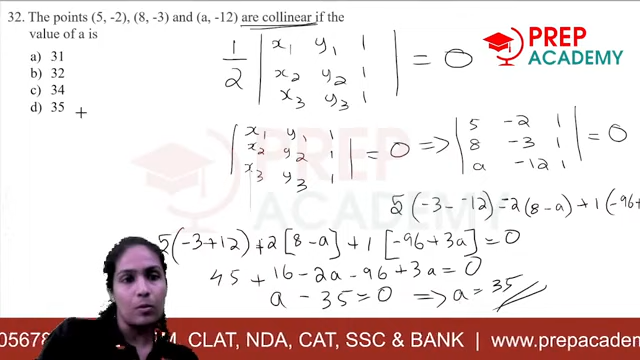 32. The points (5, -2), (8, -3) and (a, -12) are collinear if the
value of a is
a) 31
b) 32
c) 34
d) 35
1/2 | x1 y1 1 | = 0
x2 y2 1
x3 y3 1
PREP
ACADEMY
| x1 y1 1 |
x2 y2 1 = 0 => | 5 -2 1 |
x3 y3 1 8 -3 1 = 0
a -12 1
PREP
ACADEMY
5(-3 - -12) - -2(8-a) + 1(-96+
5(-3+12) +2[8-a] + 1[-96+3a] = 0
45 + 16 - 2a - 96 + 3a = 0
a - 35 = 0 => a = 35
05678 M, CLAT, NDA, CAT, SSC & BANK | www.prepacademy